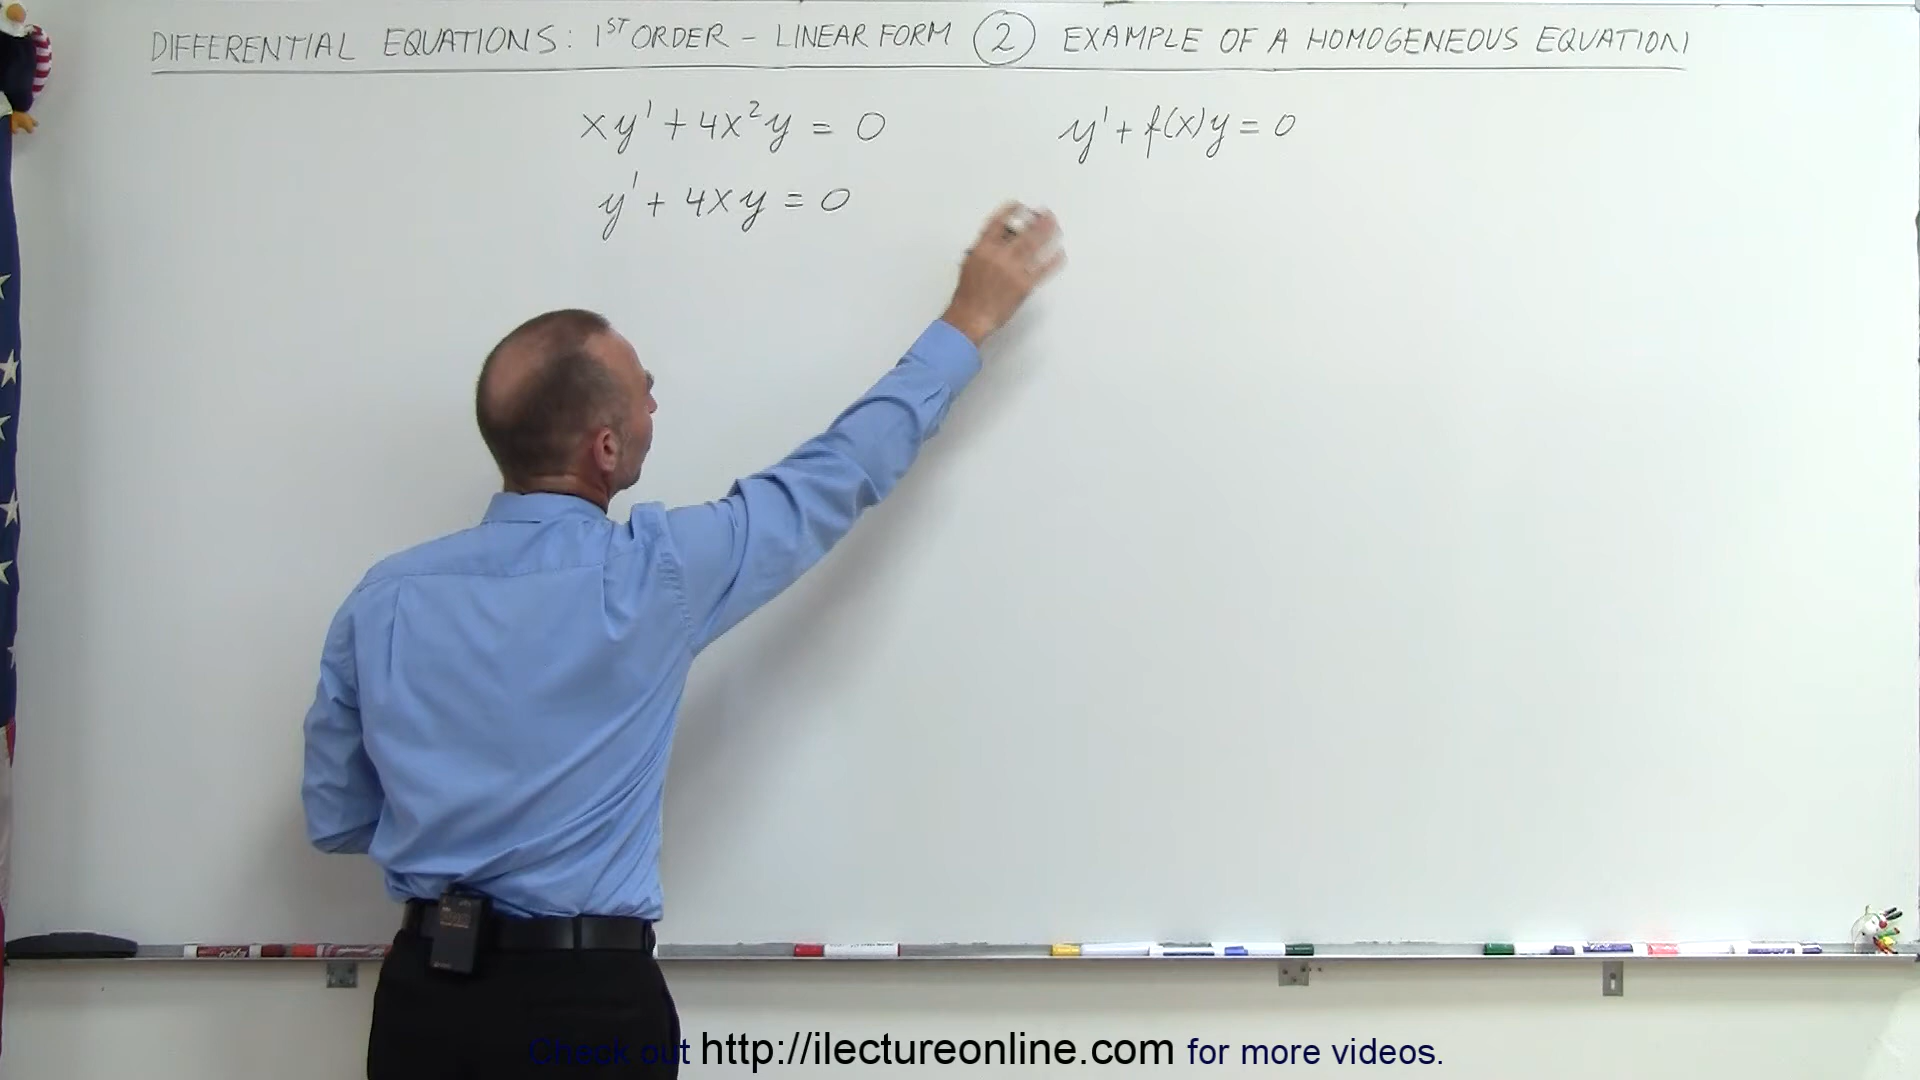 DIFFERENTIAL EQUATIONS: 1ST ORDER - LINEAR FORM 2 EXAMPLE OF A HOMOGENEOUS EQUATION
xy' + 4x²y = 0
y' + f(x)y = 0
y' + 4xy = 0
Check out http://ilectureonline.com for more videos.